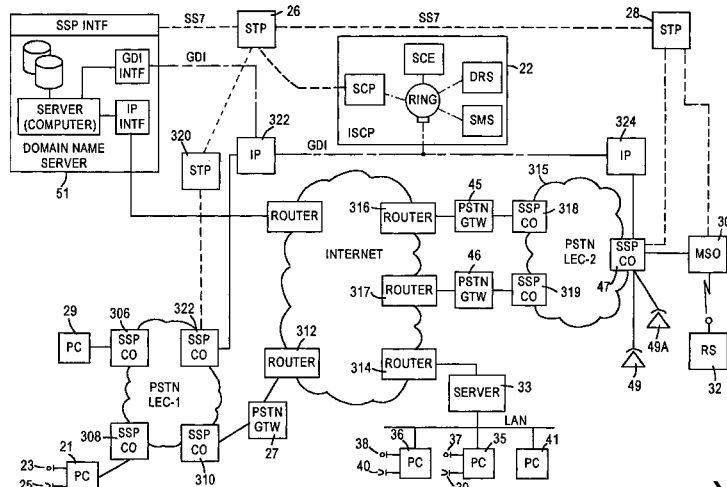 SSP INTF
SS7
26
STP
SS7
28
STP
GDI
INTF
GDI
SERVER
(COMPUTER)
IP
INTF
DOMAIN NAME
SERVER
51
SCE
22
SCP
RING
DRS
SMS
ISCP
320
STP
322
IP
GDI
324
IP
315
ROUTER
316
ROUTER
45
PSTN
GTW
SSP
CO
318
INTERNET
PSTN
LEC-2
SSP
CO
47
30
MSO
46
317
ROUTER
PSTN
GTW
SSP
CO
319
49A
49
RS
32
29
PC
306
SSP
CO
322
SSP
CO
312
ROUTER
314
ROUTER
PSTN
LEC-1
SERVER
33
PSTN
GTW
27
308
SSP
CO
SSP
CO
310
21
PC
23
25
LAN
38
40
36
PC
37
39
35
PC
41
PC